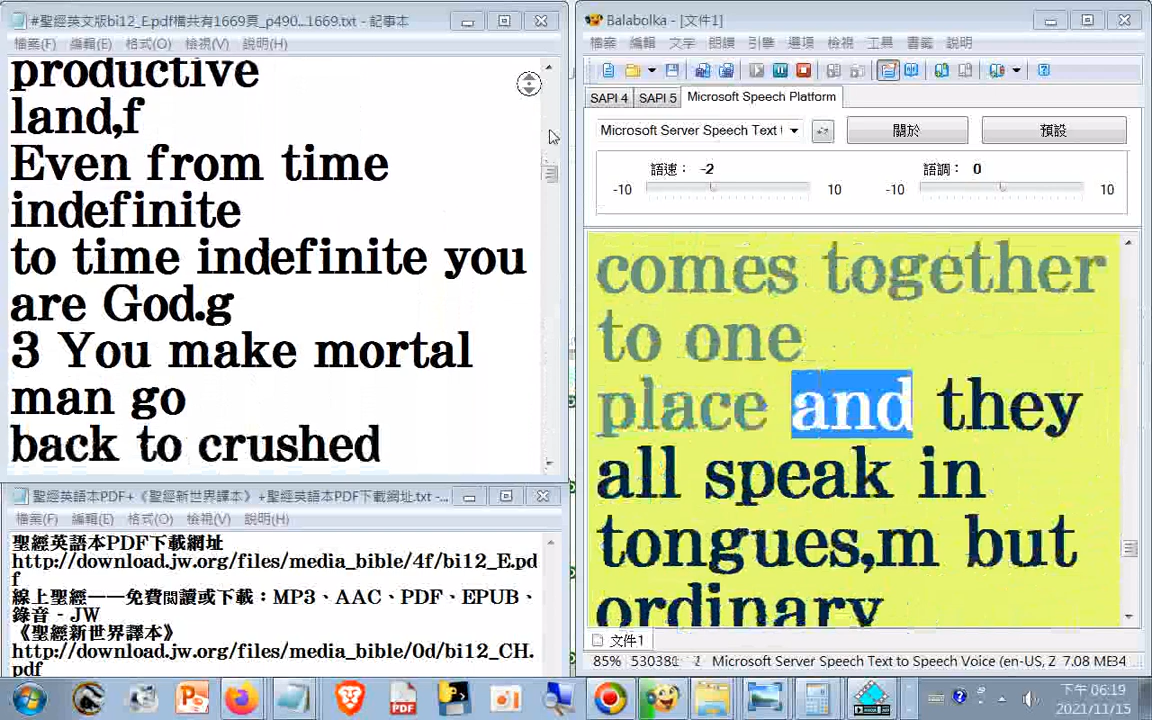 #聖經英文版bi12_E.pdf檔共有1669頁_p490...1669.txt - 記事本
檔案(F) 編輯(E) 格式(O) 檢視(V) 說明(H)
productive
land,f
Even from time
indefinite
to time indefinite you
are God.g
3 You make mortal
man go
back to crushed
聖經英語本PDF+《聖經新世界譯本》+聖經英語本PDF下載網址.txt - ...
檔案(F) 編輯(E) 格式(O) 檢視(V) 說明(H)
聖經英語本PDF下載網址
http://download.jw.org/files/media_bible/4f/bi12_E.pd
f
線上聖經——免費閱讀或下載：MP3、AAC、PDF、EPUB、
錄音 - JW
《聖經新世界譯本》
http://download.jw.org/files/media_bible/0d/bi12_CH.
pdf
Balabolka - [文件1]
檔案 編輯 文字 朗讀 引擎 選項 檢視 工具 書籤 說明
SAPI 4 SAPI 5 Microsoft Speech Platform
Microsoft Server Speech Text 關於 預設
語速： -2 語調： 0
-10 10 -10 10
comes together
to one
place and they
all speak in
tongues,m but
ordinary
文件1
85% 530381 Microsoft Server Speech Text to Speech Voice (en-US, Z 7.08 ME34
下午 06:19
2021/11/15